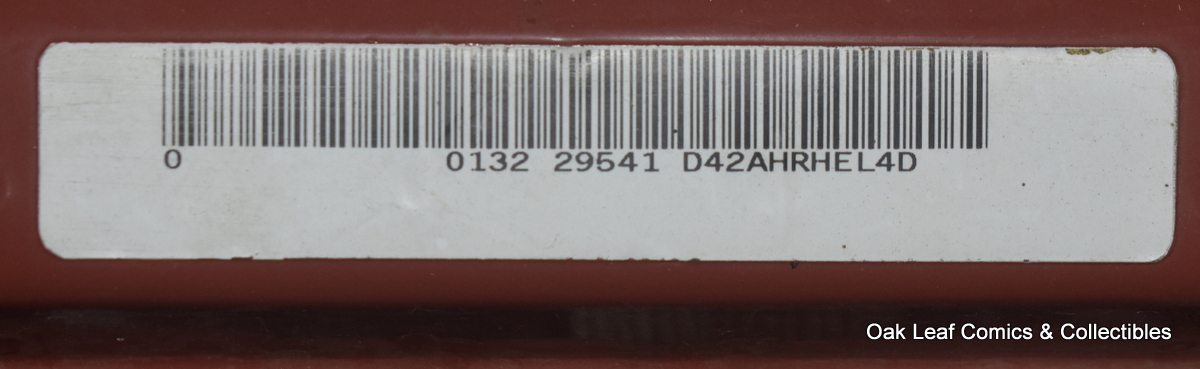 0 0132 29541 D42AHRHEL4D
Oak Leaf Comics & Collectibles